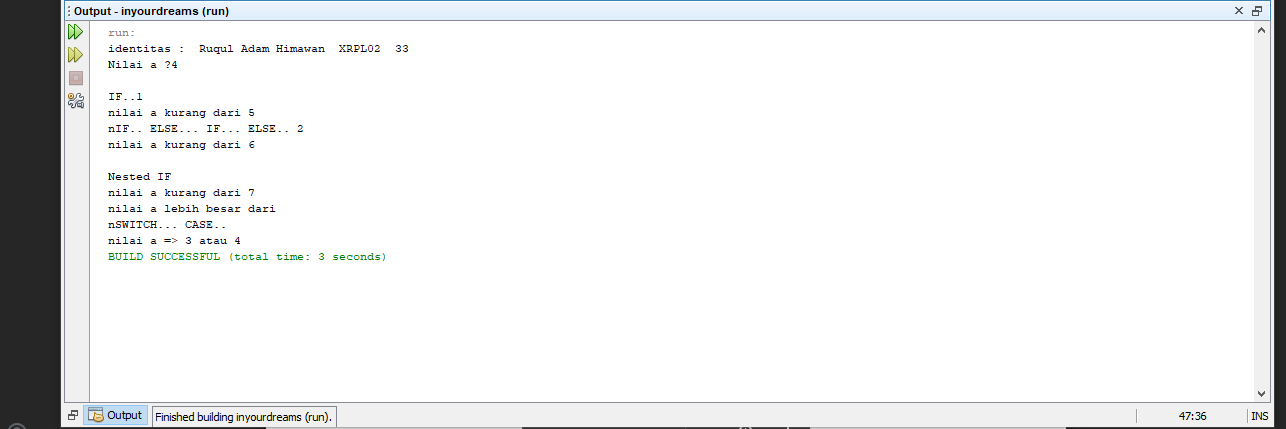 Output - inyourdreams (run)
run:
identitas :  Ruqul Adam Himawan  XRPL02  33
Nilai a ?4
IF..1
nilai a kurang dari 5
nIF.. ELSE... IF... ELSE.. 2
nilai a kurang dari 6
Nested IF
nilai a kurang dari 7
nilai a lebih besar dari
nSWITCH... CASE..
nilai a => 3 atau 4
BUILD SUCCESSFUL (total time: 3 seconds)
Output
Finished building inyourdreams (run).
47:36
INS